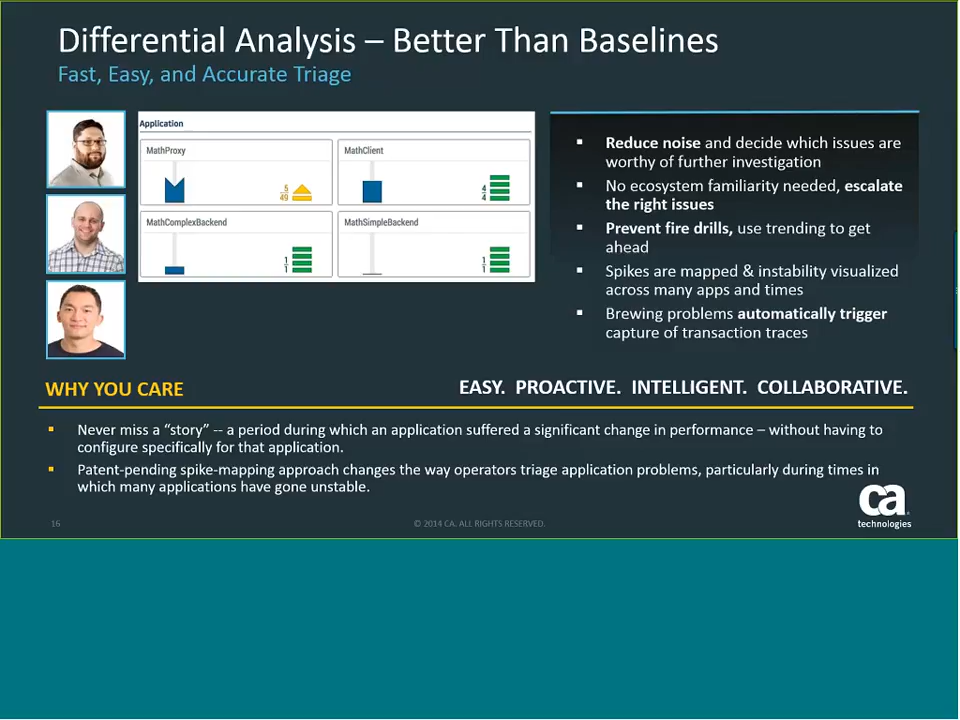 Differential Analysis – Better Than Baselines
Fast, Easy, and Accurate Triage
Application
MathProxy
5
49
MathClient
4
4
MathComplexBackend
1
1
MathSimpleBackend
1
1
▪ Reduce noise and decide which issues are
worthy of further investigation
▪ No ecosystem familiarity needed, escalate
the right issues
▪ Prevent fire drills, use trending to get
ahead
▪ Spikes are mapped & instability visualized
across many apps and times
▪ Brewing problems automatically trigger
capture of transaction traces
WHY YOU CARE
EASY. PROACTIVE. INTELLIGENT. COLLABORATIVE.
▪ Never miss a “story” -- a period during which an application suffered a significant change in performance – without having to
configure specifically for that application.
▪ Patent-pending spike-mapping approach changes the way operators triage application problems, particularly during times in
which many applications have gone unstable.
16
© 2014 CA. ALL RIGHTS RESERVED.
ca
technologies